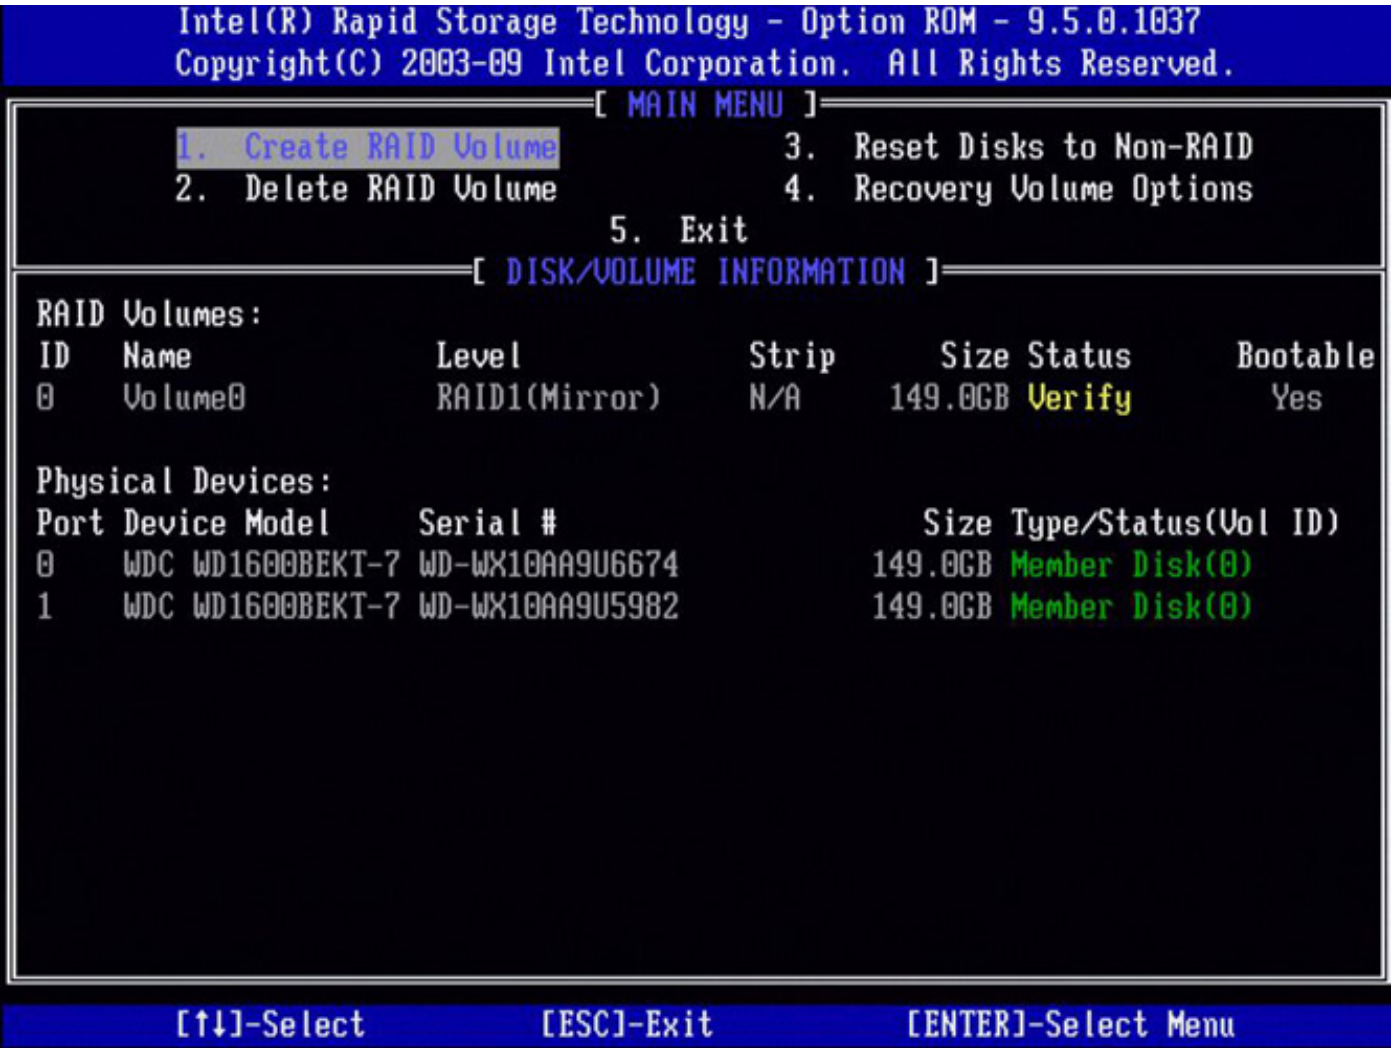 Intel(R) Rapid Storage Technology - Option ROM - 9.5.0.1037
Copyright(C) 2003-09 Intel Corporation. All Rights Reserved.
[ MAIN MENU ]
1. Create RAID Volume 3. Reset Disks to Non-RAID
2. Delete RAID Volume 4. Recovery Volume Options
5. Exit
[ DISK/VOLUME INFORMATION ]
RAID Volumes:
ID Name Level Strip Size Status Bootable
0 Volume0 RAID1(Mirror) N/A 149.0GB Verify Yes
Physical Devices:
Port Device Model Serial # Size Type/Status(Vol ID)
0 WDC WD1600BEKT-7 WD-WX10AA9U6674 149.0GB Member Disk(0)
1 WDC WD1600BEKT-7 WD-WX10AA9U5982 149.0GB Member Disk(0)
[↑↓]-Select [ESC]-Exit [ENTER]-Select Menu